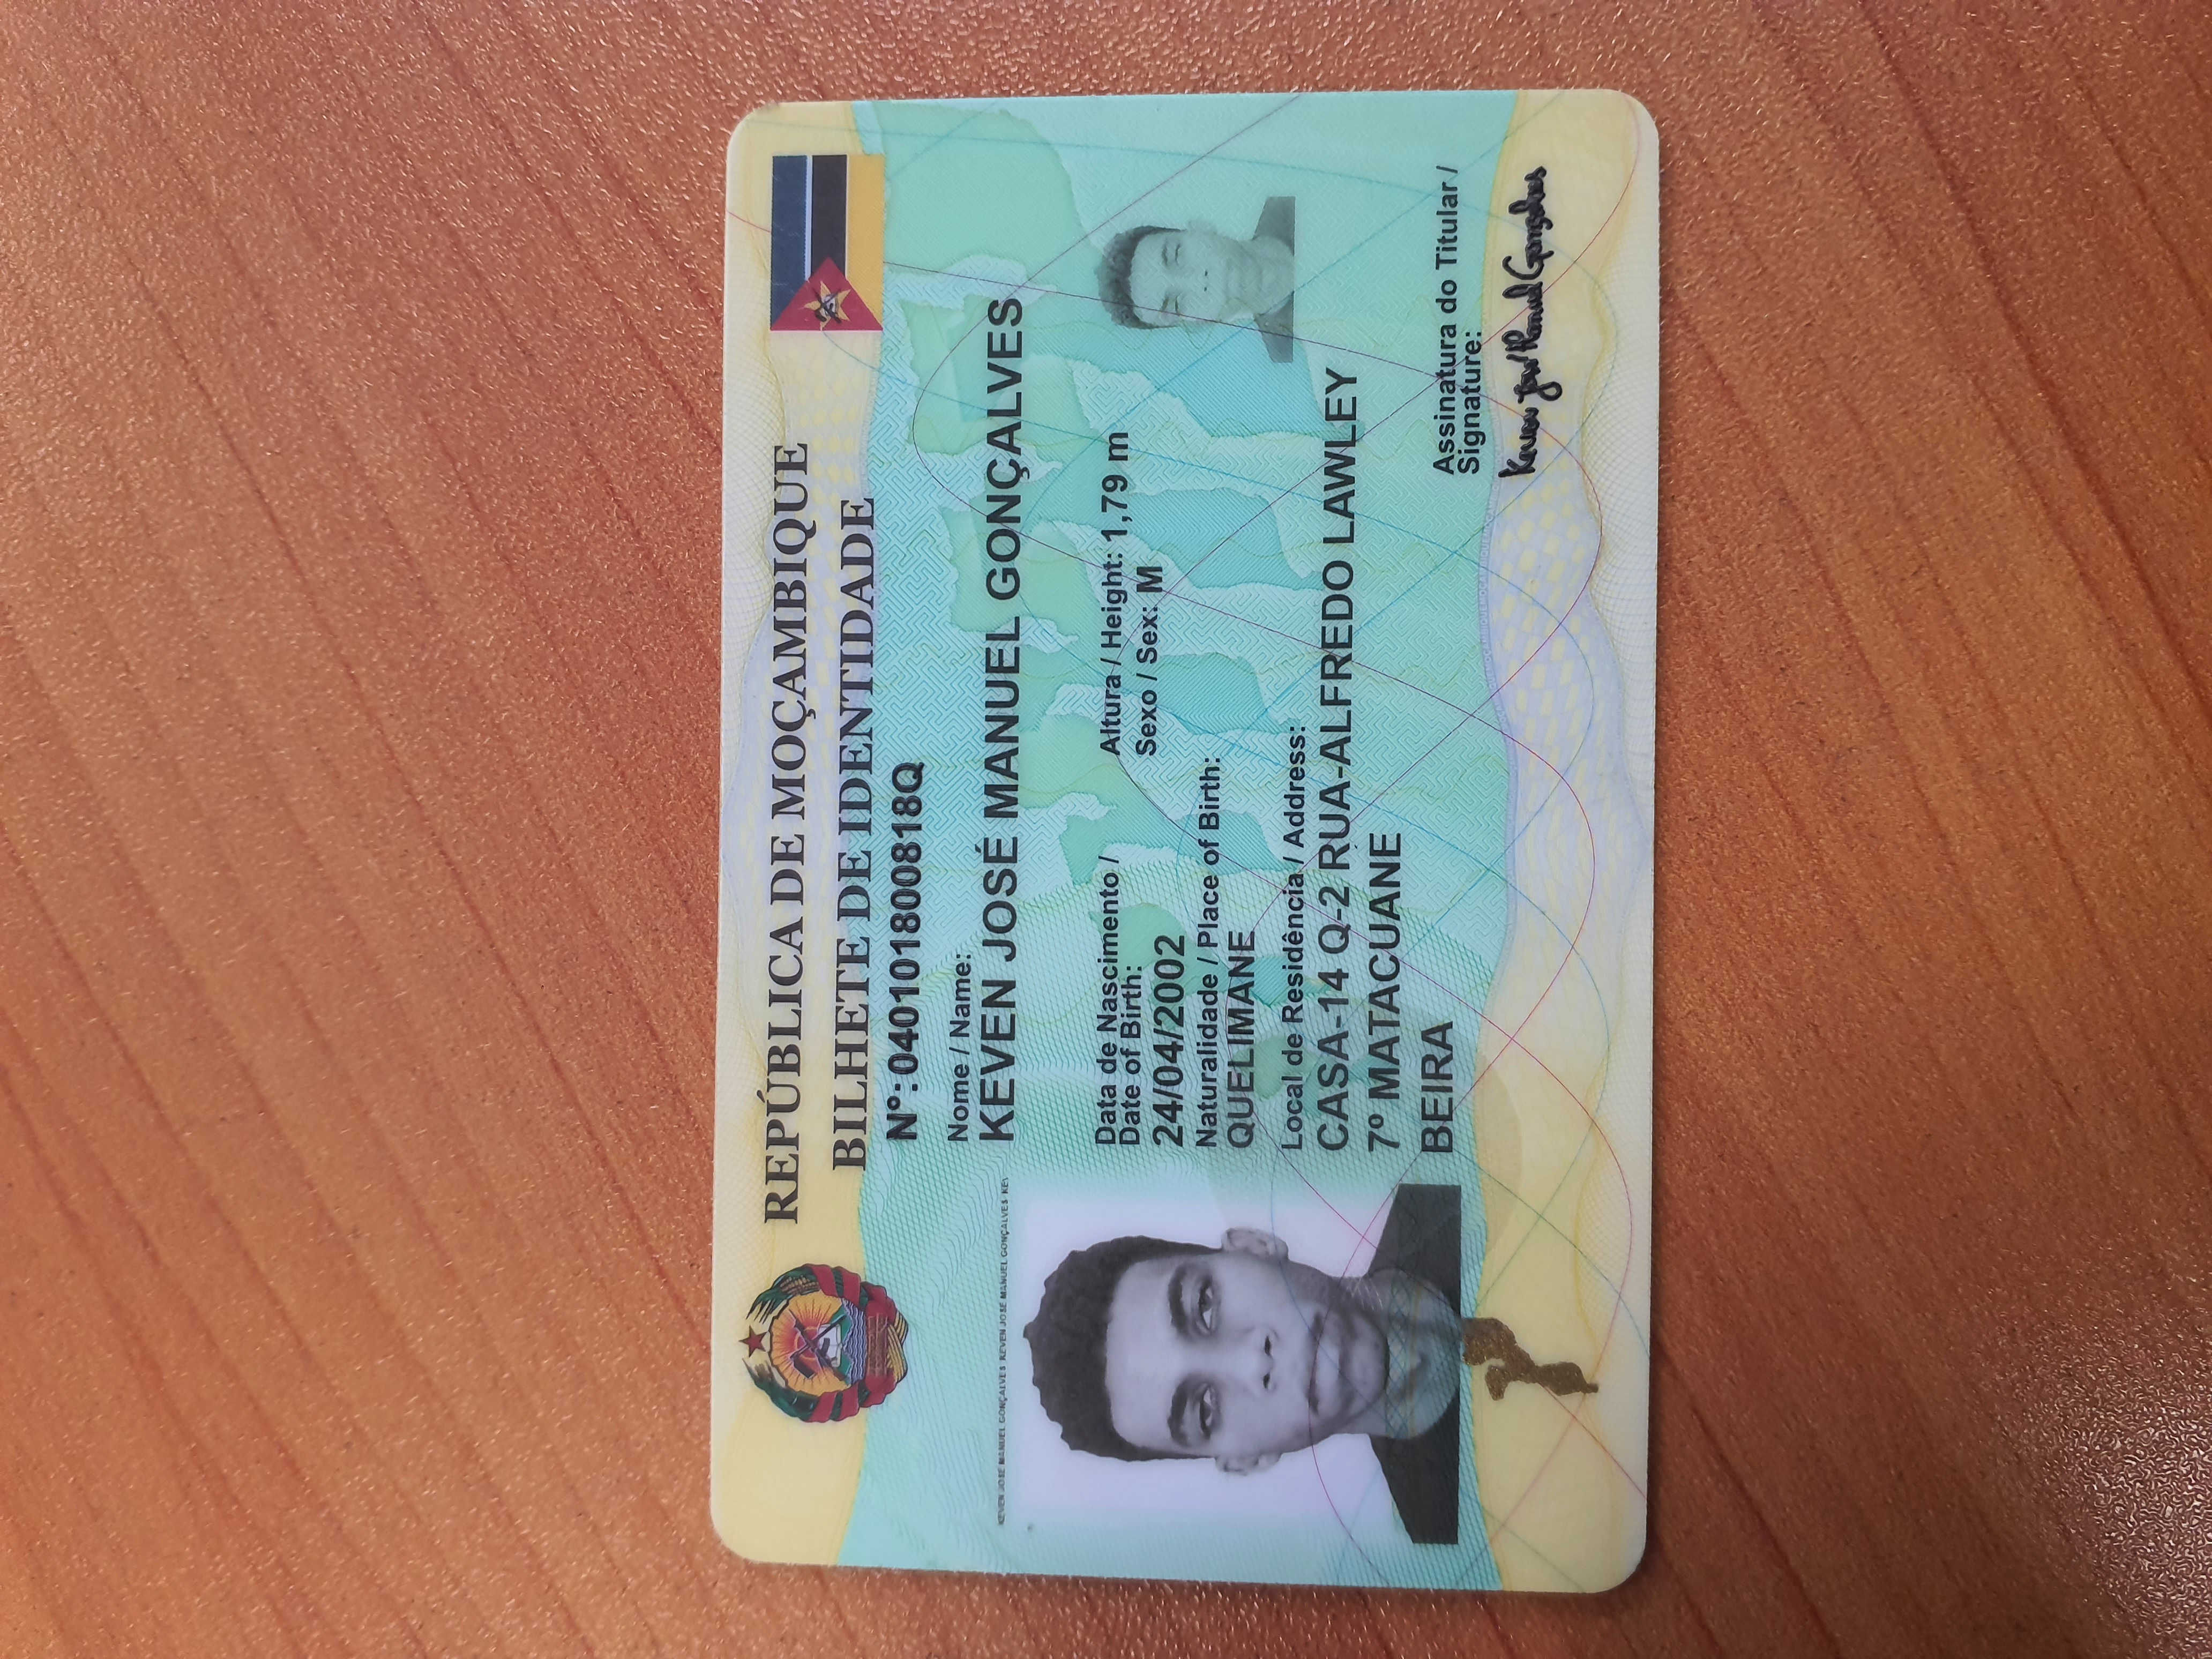 REPÚBLICA DE MOÇAMBIQUE
BILHETE DE IDENTIDADE
Nº: 040101800818Q
Nome / Name:
KEVEN JOSÉ MANUEL GONÇALVES
KEVEN JOSÉ MANUEL GONÇALVES KEVEN JOSÉ MANUEL GONÇALVES KEV
Data de Nascimento /
Date of Birth:
24/04/2002
Altura / Height: 1,79 m
Sexo / Sex: M
Naturalidade / Place of Birth:
QUELIMANE
Local de Residência / Address:
CASA-14 Q-2 RUA-ALFREDO LAWLEY
7º MATACUANE
BEIRA
Assinatura do Titular /
Signature:
Keven José Manuel Gonçalves